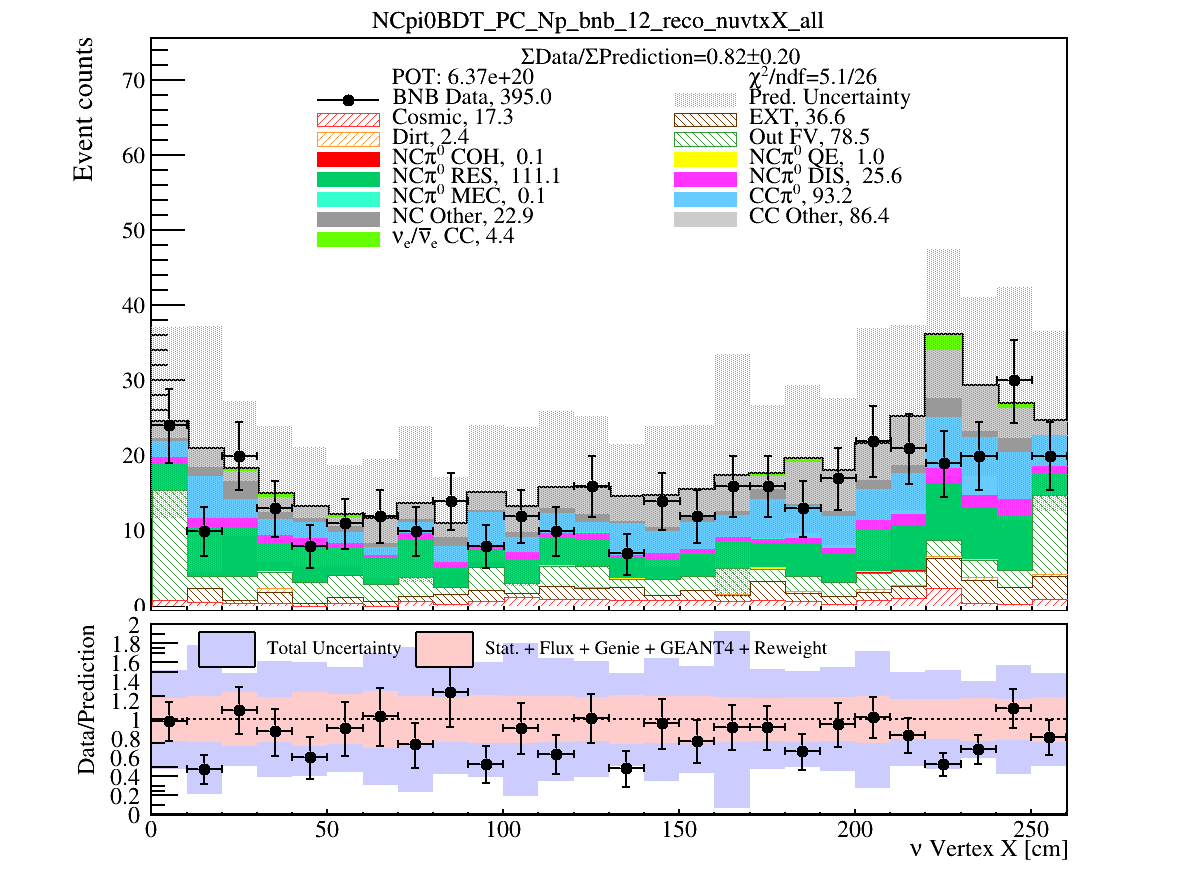 NCpi0BDT_PC_Np_bnb_12_reco_nuvtxX_all
ΣData/ΣPrediction=0.82±0.20
POT: 6.37e+20
χ²/ndf=5.1/26
BNB Data, 395.0
Pred. Uncertainty
Cosmic, 17.3
EXT, 36.6
Dirt, 2.4
Out FV, 78.5
NCπ⁰ COH, 0.1
NCπ⁰ QE, 1.0
NCπ⁰ RES, 111.1
NCπ⁰ DIS, 25.6
NCπ⁰ MEC, 0.1
CCπ⁰, 93.2
NC Other, 22.9
CC Other, 86.4
νₑ/ν̅ₑ CC, 4.4
Event counts
70
60
50
40
30
20
10
0
Total Uncertainty
Stat. + Flux + Genie + GEANT4 + Reweight
Data/Prediction
2
1.8
1.6
1.4
1.2
1
0.8
0.6
0.4
0.2
0
0 50 100 150 200 250
ν Vertex X [cm]